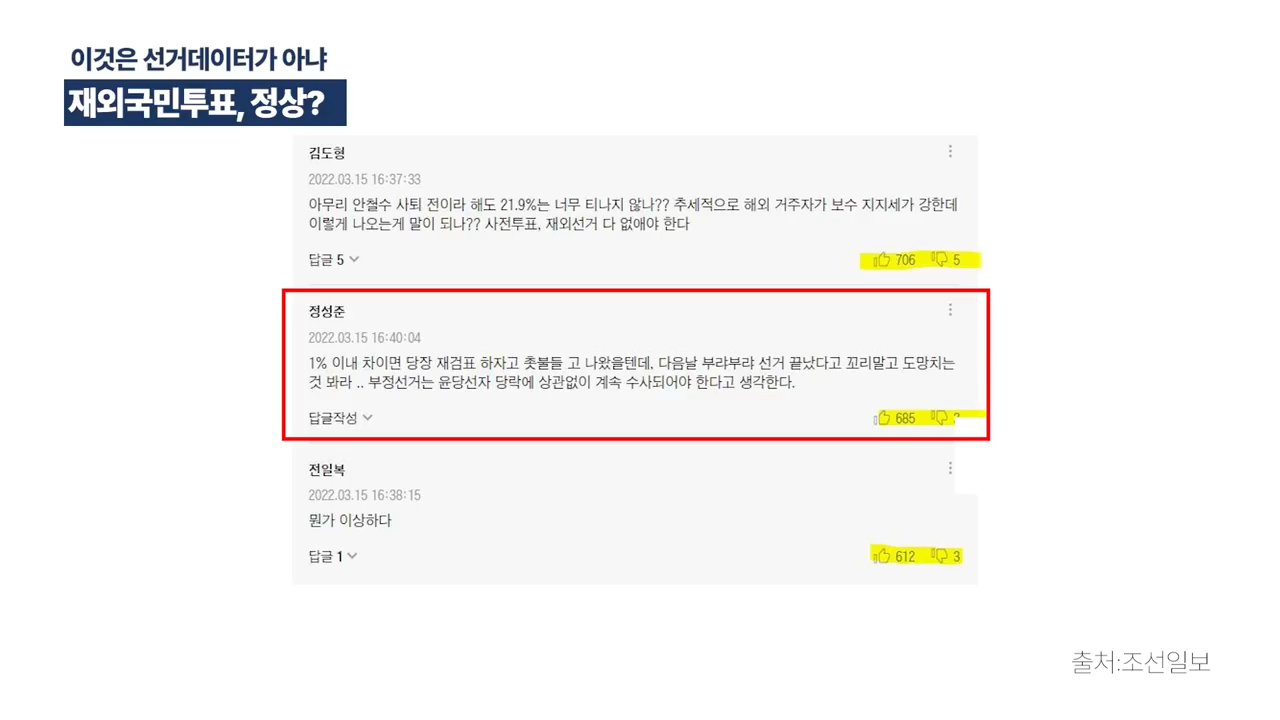 이것은 선거데이터가 아냐
재외국민투표, 정상?
김도형
2022.03.15 16:37:33
아무리 안철수 사퇴 전이라 해도 21.9%는 너무 티나지 않나?? 추세적으로 해외 거주자가 보수 지지세가 강한데
이렇게 나오는게 말이 되나?? 사전투표, 재외선거 다 없애야 한다
답글 5
706 5
정성준
2022.03.15 16:40:04
1% 이내 차이면 당장 재검표 하자고 촛불들 고 나왔을텐데, 다음날 부랴부랴 선거 끝났다고 꼬리말고 도망치는
것 봐라 .. 부정선거는 윤당선자 당락에 상관없이 계속 수사되어야 한다고 생각한다.
답글작성
685
전일복
2022.03.15 16:38:15
뭔가 이상하다
답글 1
612 3
출처:조선일보